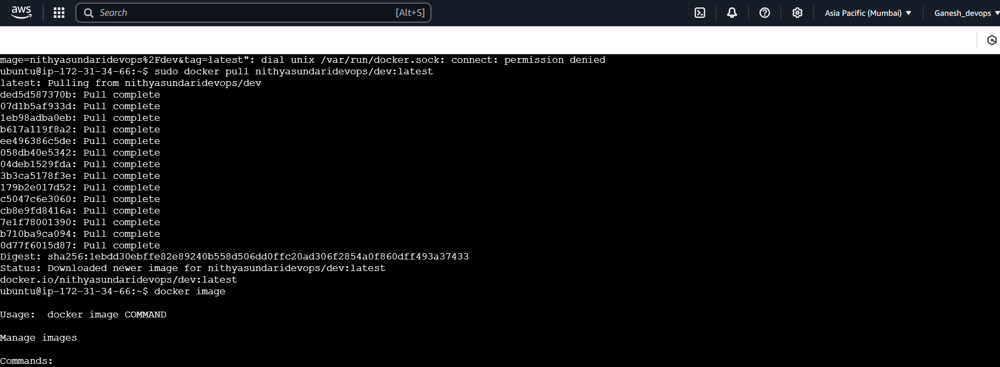 aws
Search [Alt+S]
Asia Pacific (Mumbai)
Ganesh_devops
mage=nithyasundaridevops%2Fdev&tag=latest": dial unix /var/run/docker.sock: connect: permission denied
ubuntu@ip-172-31-34-66:~$ sudo docker pull nithyasundaridevops/dev:latest
latest: Pulling from nithyasundaridevops/dev
ded5d587370b: Pull complete
07d1b5af933d: Pull complete
1eb98adba0eb: Pull complete
b617a119f8a2: Pull complete
ee496386c5de: Pull complete
058db40e5342: Pull complete
04deb1529fda: Pull complete
3b3ca5178f3e: Pull complete
179b2e017d52: Pull complete
c5047c6e3060: Pull complete
cb8e9fd8416a: Pull complete
7e1f78001390: Pull complete
b710ba9ca094: Pull complete
0d77f6015d87: Pull complete
Digest: sha256:1ebdd30ebffe82e89240b558d506dd0ffc20ad306f2854a0f860dff493a37433
Status: Downloaded newer image for nithyasundaridevops/dev:latest
docker.io/nithyasundaridevops/dev:latest
ubuntu@ip-172-31-34-66:~$ docker image
Usage:  docker image COMMAND
Manage images
Commands: